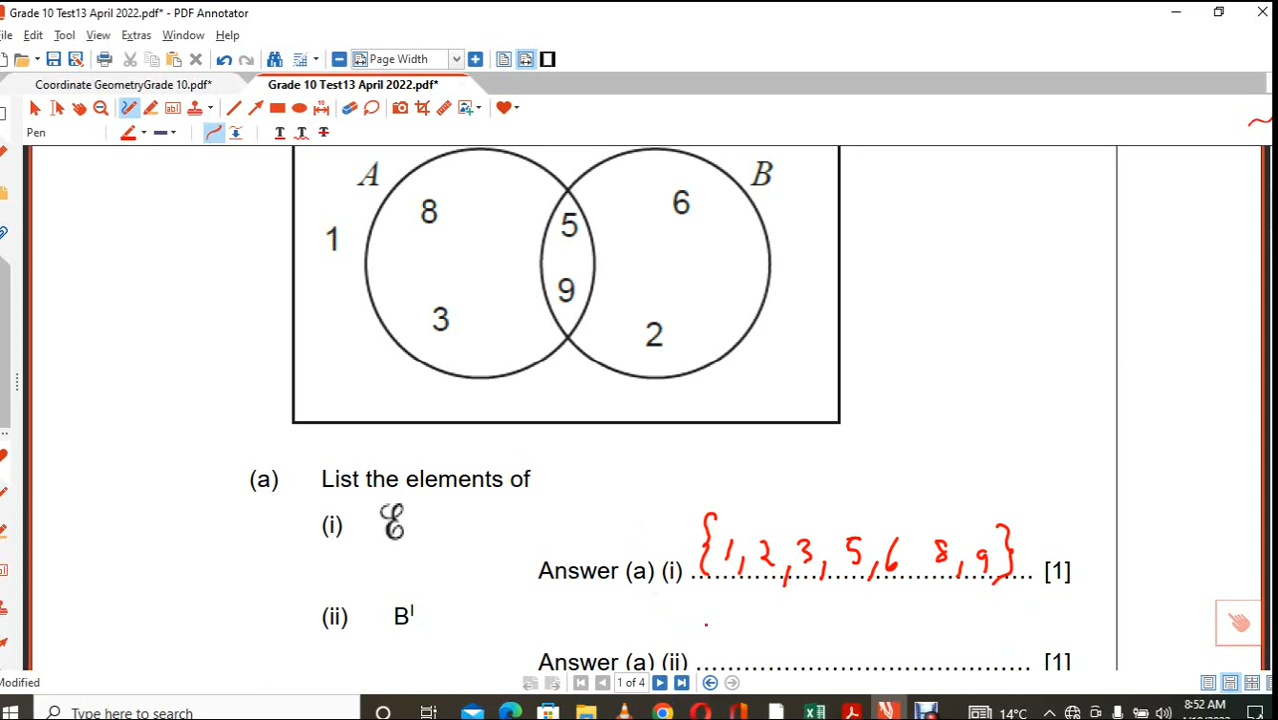 Grade 10 Test13 April 2022.pdf* - PDF Annotator
Edit View Tool Extras Window Help
Page Width
Coordinate GeometryGrade 10.pdf* Grade 10 Test13 April 2022.pdf*
Pen
A B
8 5 6
1
9
3 2
(a) List the elements of
(i) ℰ
Answer (a) (i) {1, 2, 3, 5, 6 8, 9} [1]
(ii) B'
Answer (a) (ii) ........................................ [1]
Modified 1 of 4
Type here to search 14°C 8:52 AM